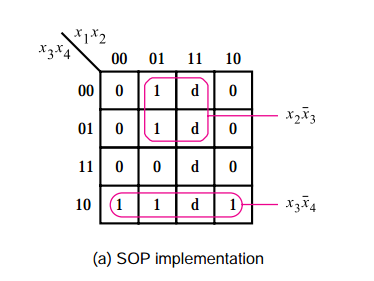 x₁x₂
x₃x₄
00 01 11 10
00 0 1 d 0
x₂x̄₃
01 0 1 d 0
11 0 0 d 0
10 1 1 d 1 x₃x̄₄
(a) SOP implementation